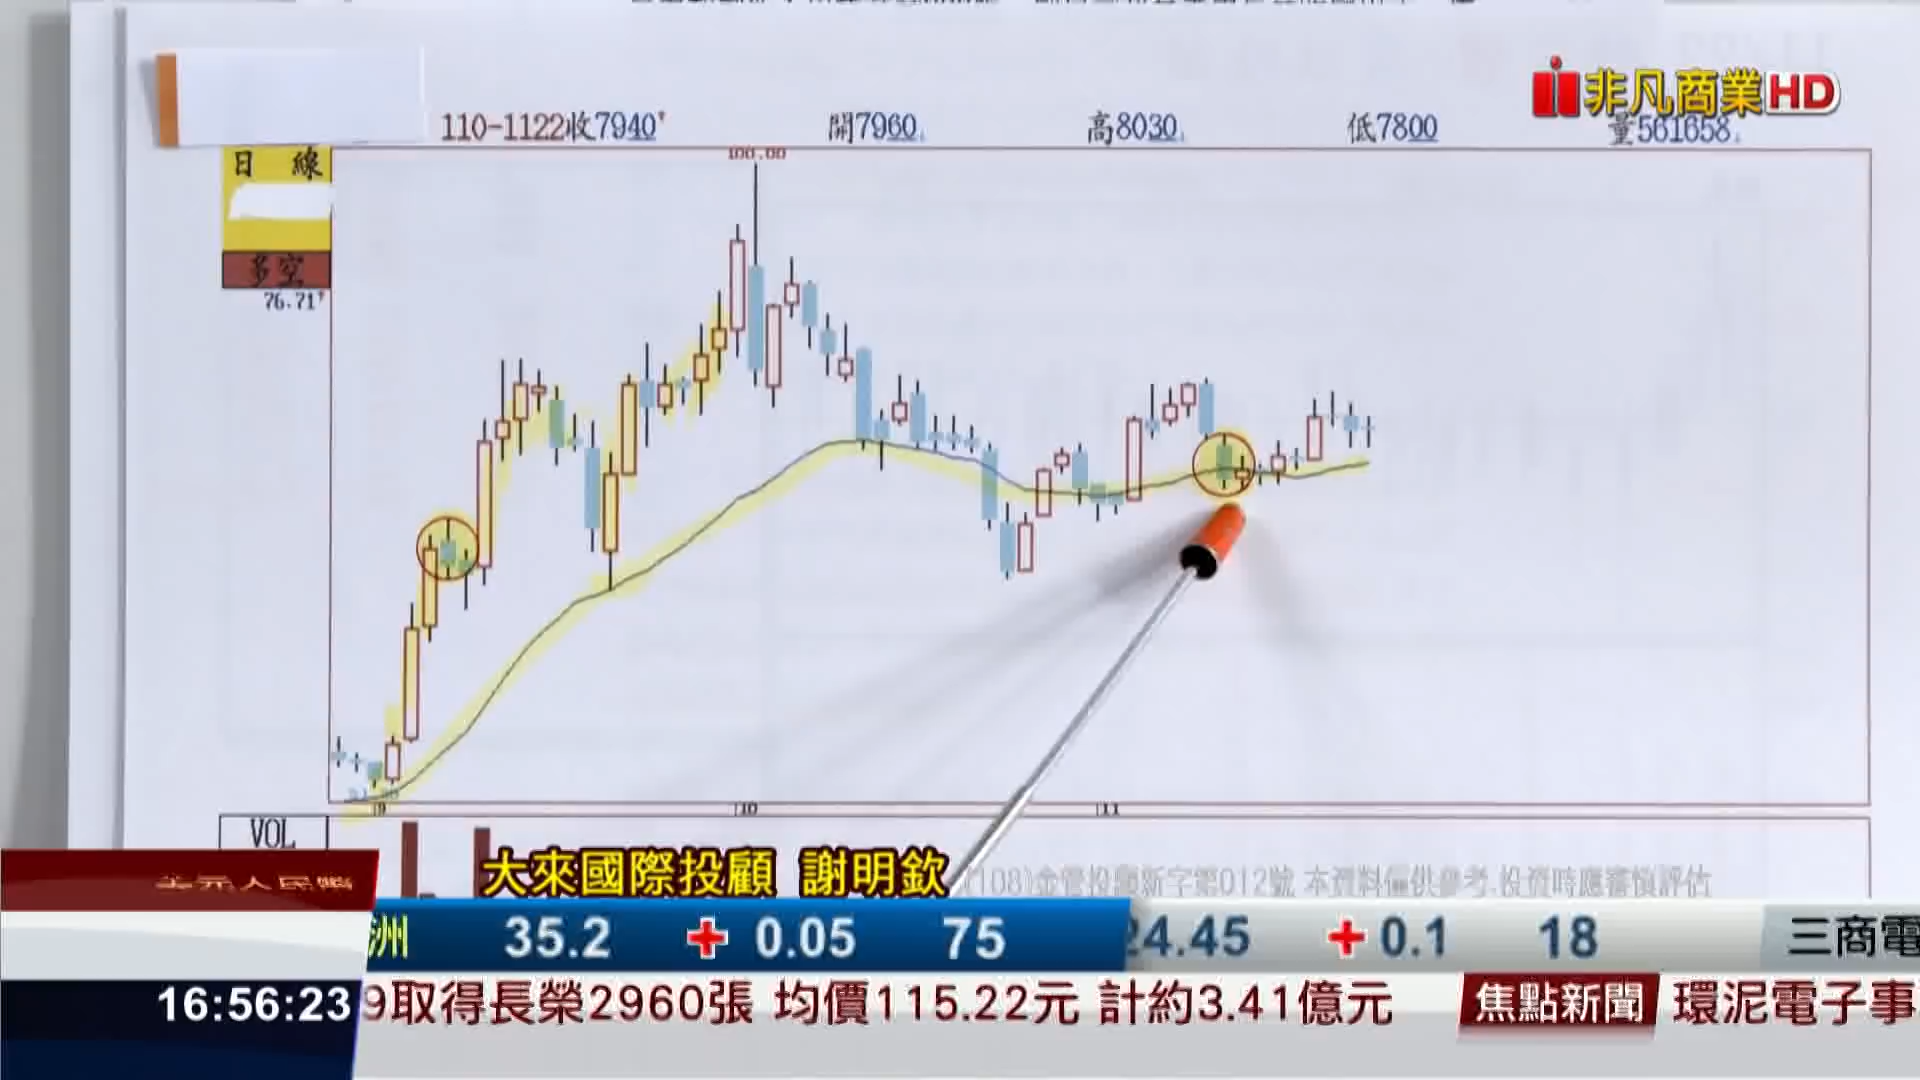 非凡商業HD
110-1122收7940 開7960 高8030 低7800 量561658
100.00
日 線
多空
76.71
9 10 11
VOL
大來國際投顧 謝明欽
(108)金管投顧新字第012號 本資料僅供參考,投資時應審慎評估
洲 35.2 + 0.05 75 24.45 + 0.1 18 三商電
16:56:23 9取得長榮2960張 均價115.22元 計約3.41億元 焦點新聞 環泥電子事